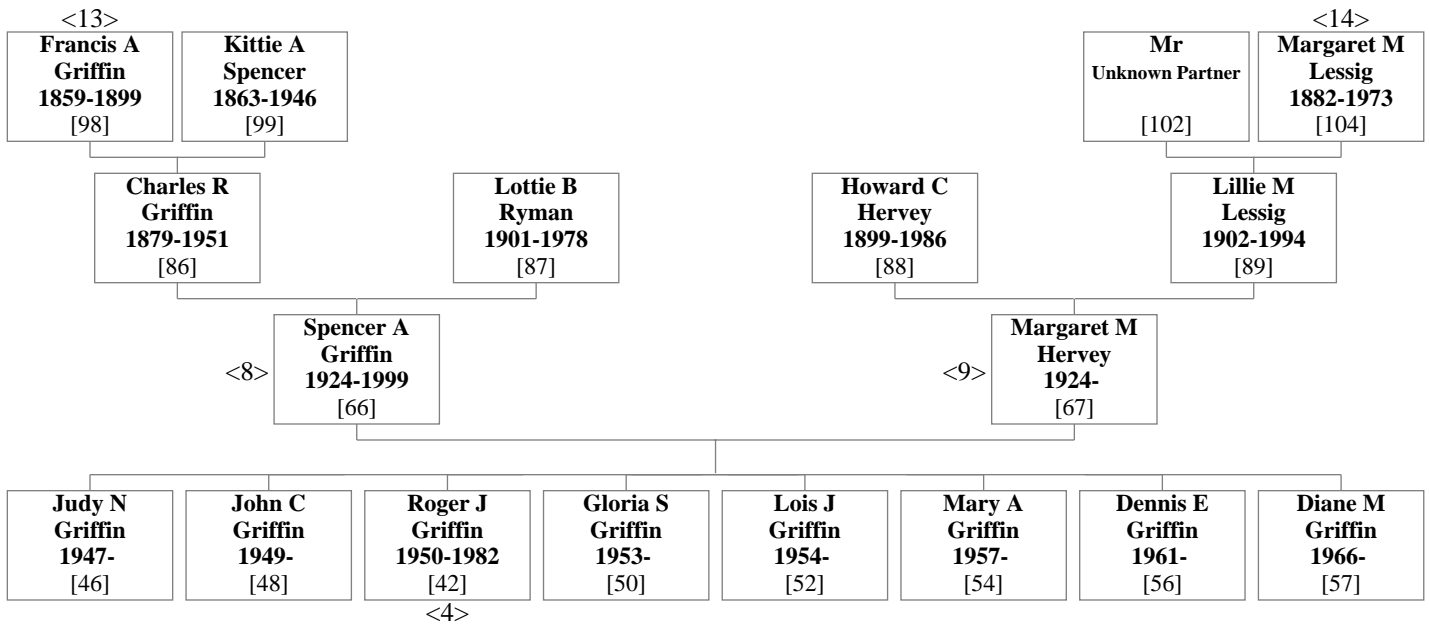 <13>
Francis A
Griffin
1859-1899
[98]
Kittie A
Spencer
1863-1946
[99]
Mr
Unknown Partner
[102]
<14>
Margaret M
Lessig
1882-1973
[104]
Charles R
Griffin
1879-1951
[86]
Lottie B
Ryman
1901-1978
[87]
Howard C
Hervey
1899-1986
[88]
Lillie M
Lessig
1902-1994
[89]
<8>
Spencer A
Griffin
1924-1999
[66]
<9>
Margaret M
Hervey
1924-
[67]
Judy N
Griffin
1947-
[46]
John C
Griffin
1949-
[48]
Roger J
Griffin
1950-1982
[42]
<4>
Gloria S
Griffin
1953-
[50]
Lois J
Griffin
1954-
[52]
Mary A
Griffin
1957-
[54]
Dennis E
Griffin
1961-
[56]
Diane M
Griffin
1966-
[57]